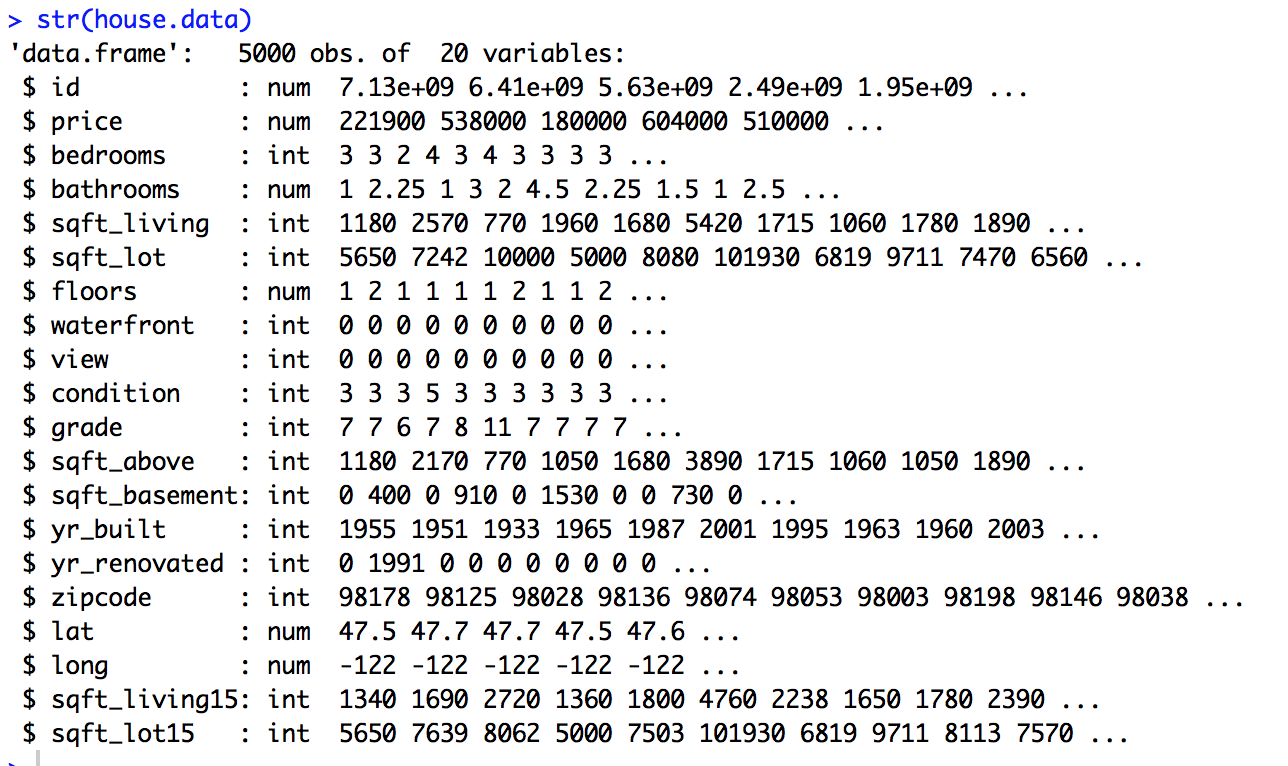 > str(house.data)
'data.frame':   5000 obs. of  20 variables:
 $ id           : num  7.13e+09 6.41e+09 5.63e+09 2.49e+09 1.95e+09 ...
 $ price        : num  221900 538000 180000 604000 510000 ...
 $ bedrooms     : int  3 3 2 4 3 4 3 3 3 3 ...
 $ bathrooms    : num  1 2.25 1 3 2 4.5 2.25 1.5 1 2.5 ...
 $ sqft_living  : int  1180 2570 770 1960 1680 5420 1715 1060 1780 1890 ...
 $ sqft_lot     : int  5650 7242 10000 5000 8080 101930 6819 9711 7470 6560 ...
 $ floors       : num  1 2 1 1 1 1 2 1 1 2 ...
 $ waterfront   : int  0 0 0 0 0 0 0 0 0 0 ...
 $ view         : int  0 0 0 0 0 0 0 0 0 0 ...
 $ condition    : int  3 3 3 5 3 3 3 3 3 3 ...
 $ grade        : int  7 7 6 7 8 11 7 7 7 7 ...
 $ sqft_above   : int  1180 2170 770 1050 1680 3890 1715 1060 1050 1890 ...
 $ sqft_basement: int  0 400 0 910 0 1530 0 0 730 0 ...
 $ yr_built     : int  1955 1951 1933 1965 1987 2001 1995 1963 1960 2003 ...
 $ yr_renovated : int  0 1991 0 0 0 0 0 0 0 0 ...
 $ zipcode      : int  98178 98125 98028 98136 98074 98053 98003 98198 98146 98038 ...
 $ lat          : num  47.5 47.7 47.7 47.5 47.6 ...
 $ long         : num  -122 -122 -122 -122 -122 ...
 $ sqft_living15: int  1340 1690 2720 1360 1800 4760 2238 1650 1780 2390 ...
 $ sqft_lot15   : int  5650 7639 8062 5000 7503 101930 6819 9711 8113 7570 ...
>